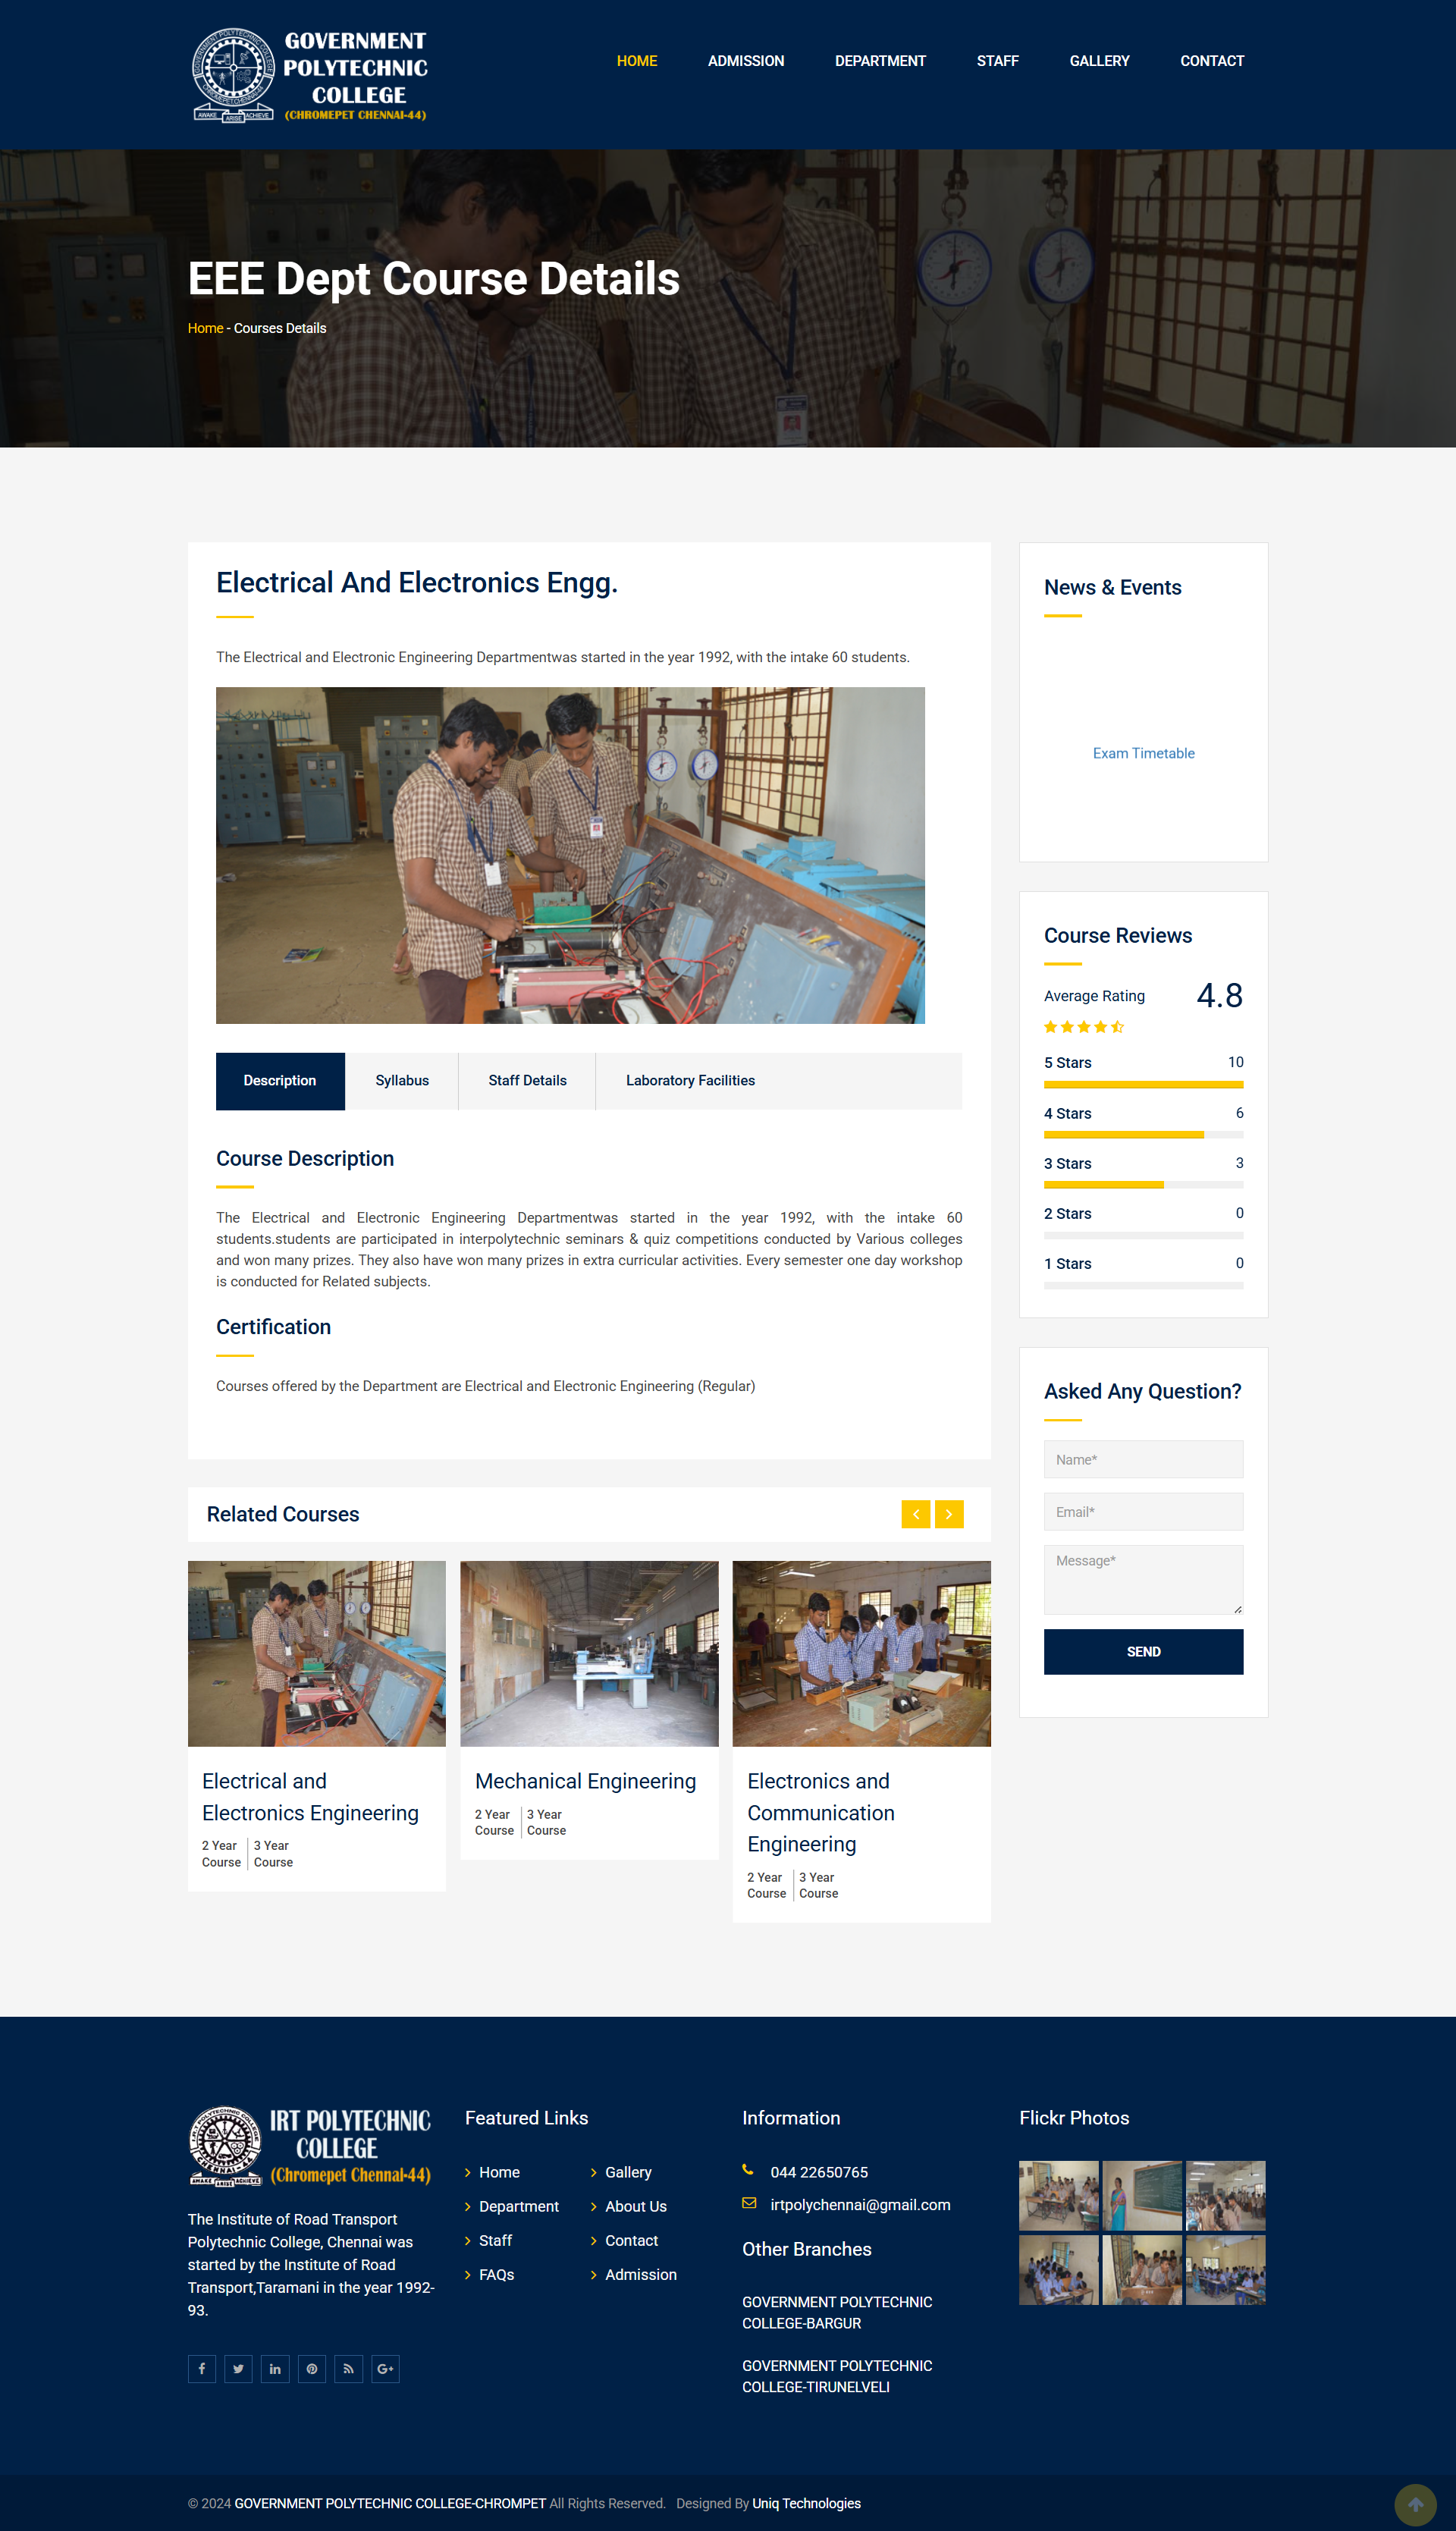 GOVERNMENT
POLYTECHNIC
COLLEGE
(CHROMEPET CHENNAI-44)
AWAKE ARISE ACHIEVE
HOME
ADMISSION
DEPARTMENT
STAFF
GALLERY
CONTACT
EEE Dept Course Details
Home - Courses Details
Electrical And Electronics Engg.
The Electrical and Electronic Engineering Departmentwas started in the year 1992, with the intake 60 students.
Description
Syllabus
Staff Details
Laboratory Facilities
Course Description
The Electrical and Electronic Engineering Departmentwas started in the year 1992, with the intake 60
students.students are participated in interpolytechnic seminars & quiz competitions conducted by Various colleges
and won many prizes. They also have won many prizes in extra curricular activities. Every semester one day workshop
is conducted for Related subjects.
Certification
Courses offered by the Department are Electrical and Electronic Engineering (Regular)
News & Events
Exam Timetable
Course Reviews
Average Rating 4.8
5 Stars 10
4 Stars 6
3 Stars 3
2 Stars 0
1 Stars 0
Asked Any Question?
Name*
Email*
Message*
SEND
Related Courses
Electrical and
Electronics Engineering
2 Year
Course
3 Year
Course
Mechanical Engineering
2 Year
Course
3 Year
Course
Electronics and
Communication
Engineering
2 Year
Course
3 Year
Course
IRT POLYTECHNIC
COLLEGE
(Chromepet Chennai-44)
AWAKE ARISE ACHIEVE
The Institute of Road Transport
Polytechnic College, Chennai was
started by the Institute of Road
Transport,Taramani in the year 1992-
93.
Featured Links
Home
Department
Staff
FAQs
Gallery
About Us
Contact
Admission
Information
044 22650765
irtpolychennai@gmail.com
Other Branches
GOVERNMENT POLYTECHNIC
COLLEGE-BARGUR
GOVERNMENT POLYTECHNIC
COLLEGE-TIRUNELVELI
Flickr Photos
© 2024 GOVERNMENT POLYTECHNIC COLLEGE-CHROMPET All Rights Reserved. Designed By Uniq Technologies